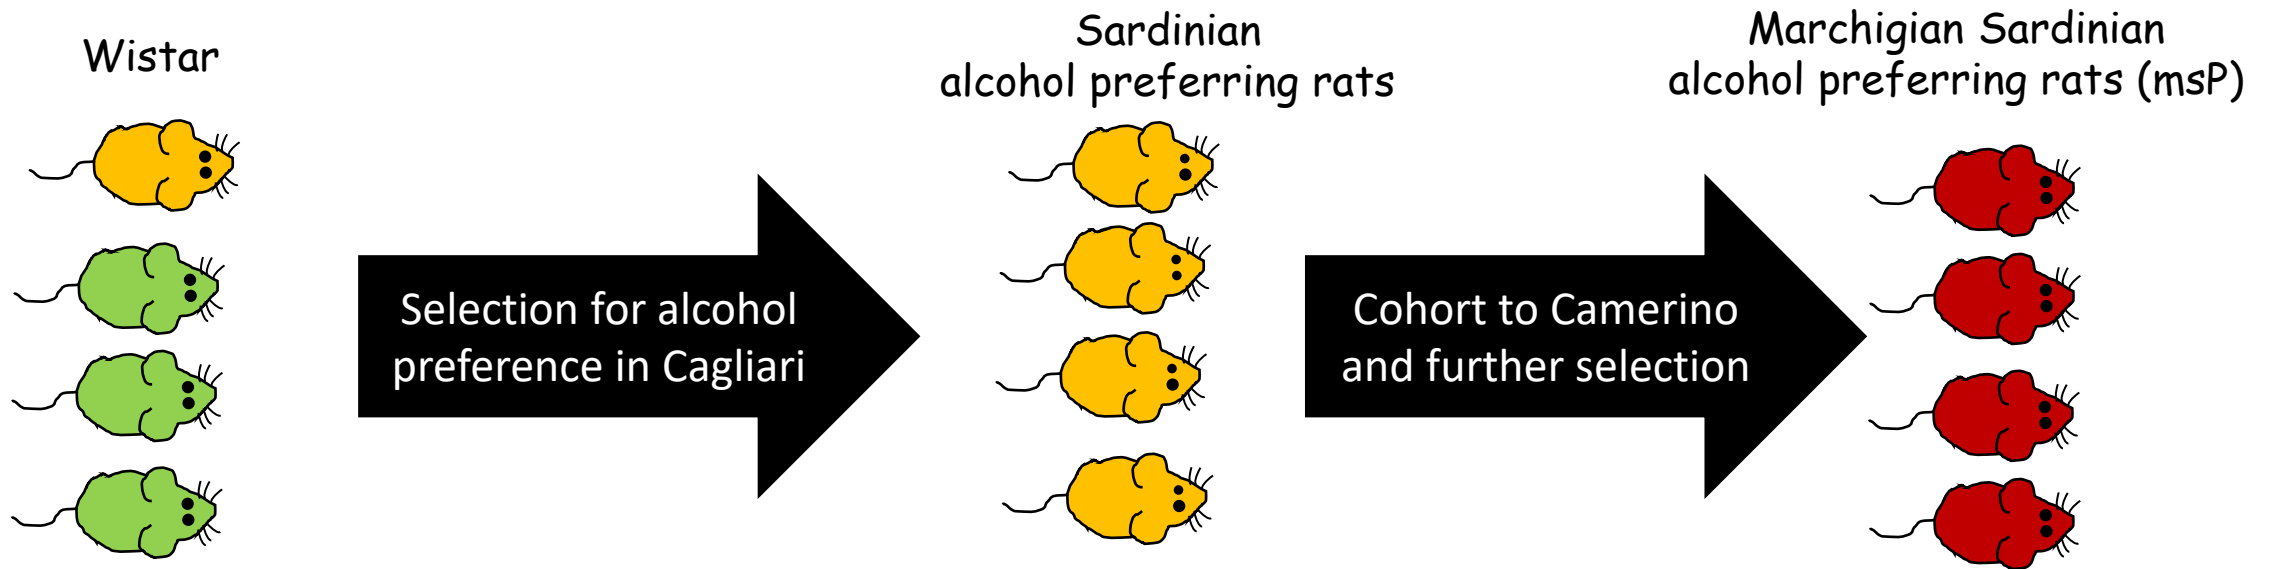 Wistar
Selection for alcohol
preference in Cagliari
Sardinian
alcohol preferring rats
Cohort to Camerino
and further selection
Marchigian Sardinian
alcohol preferring rats (msP)